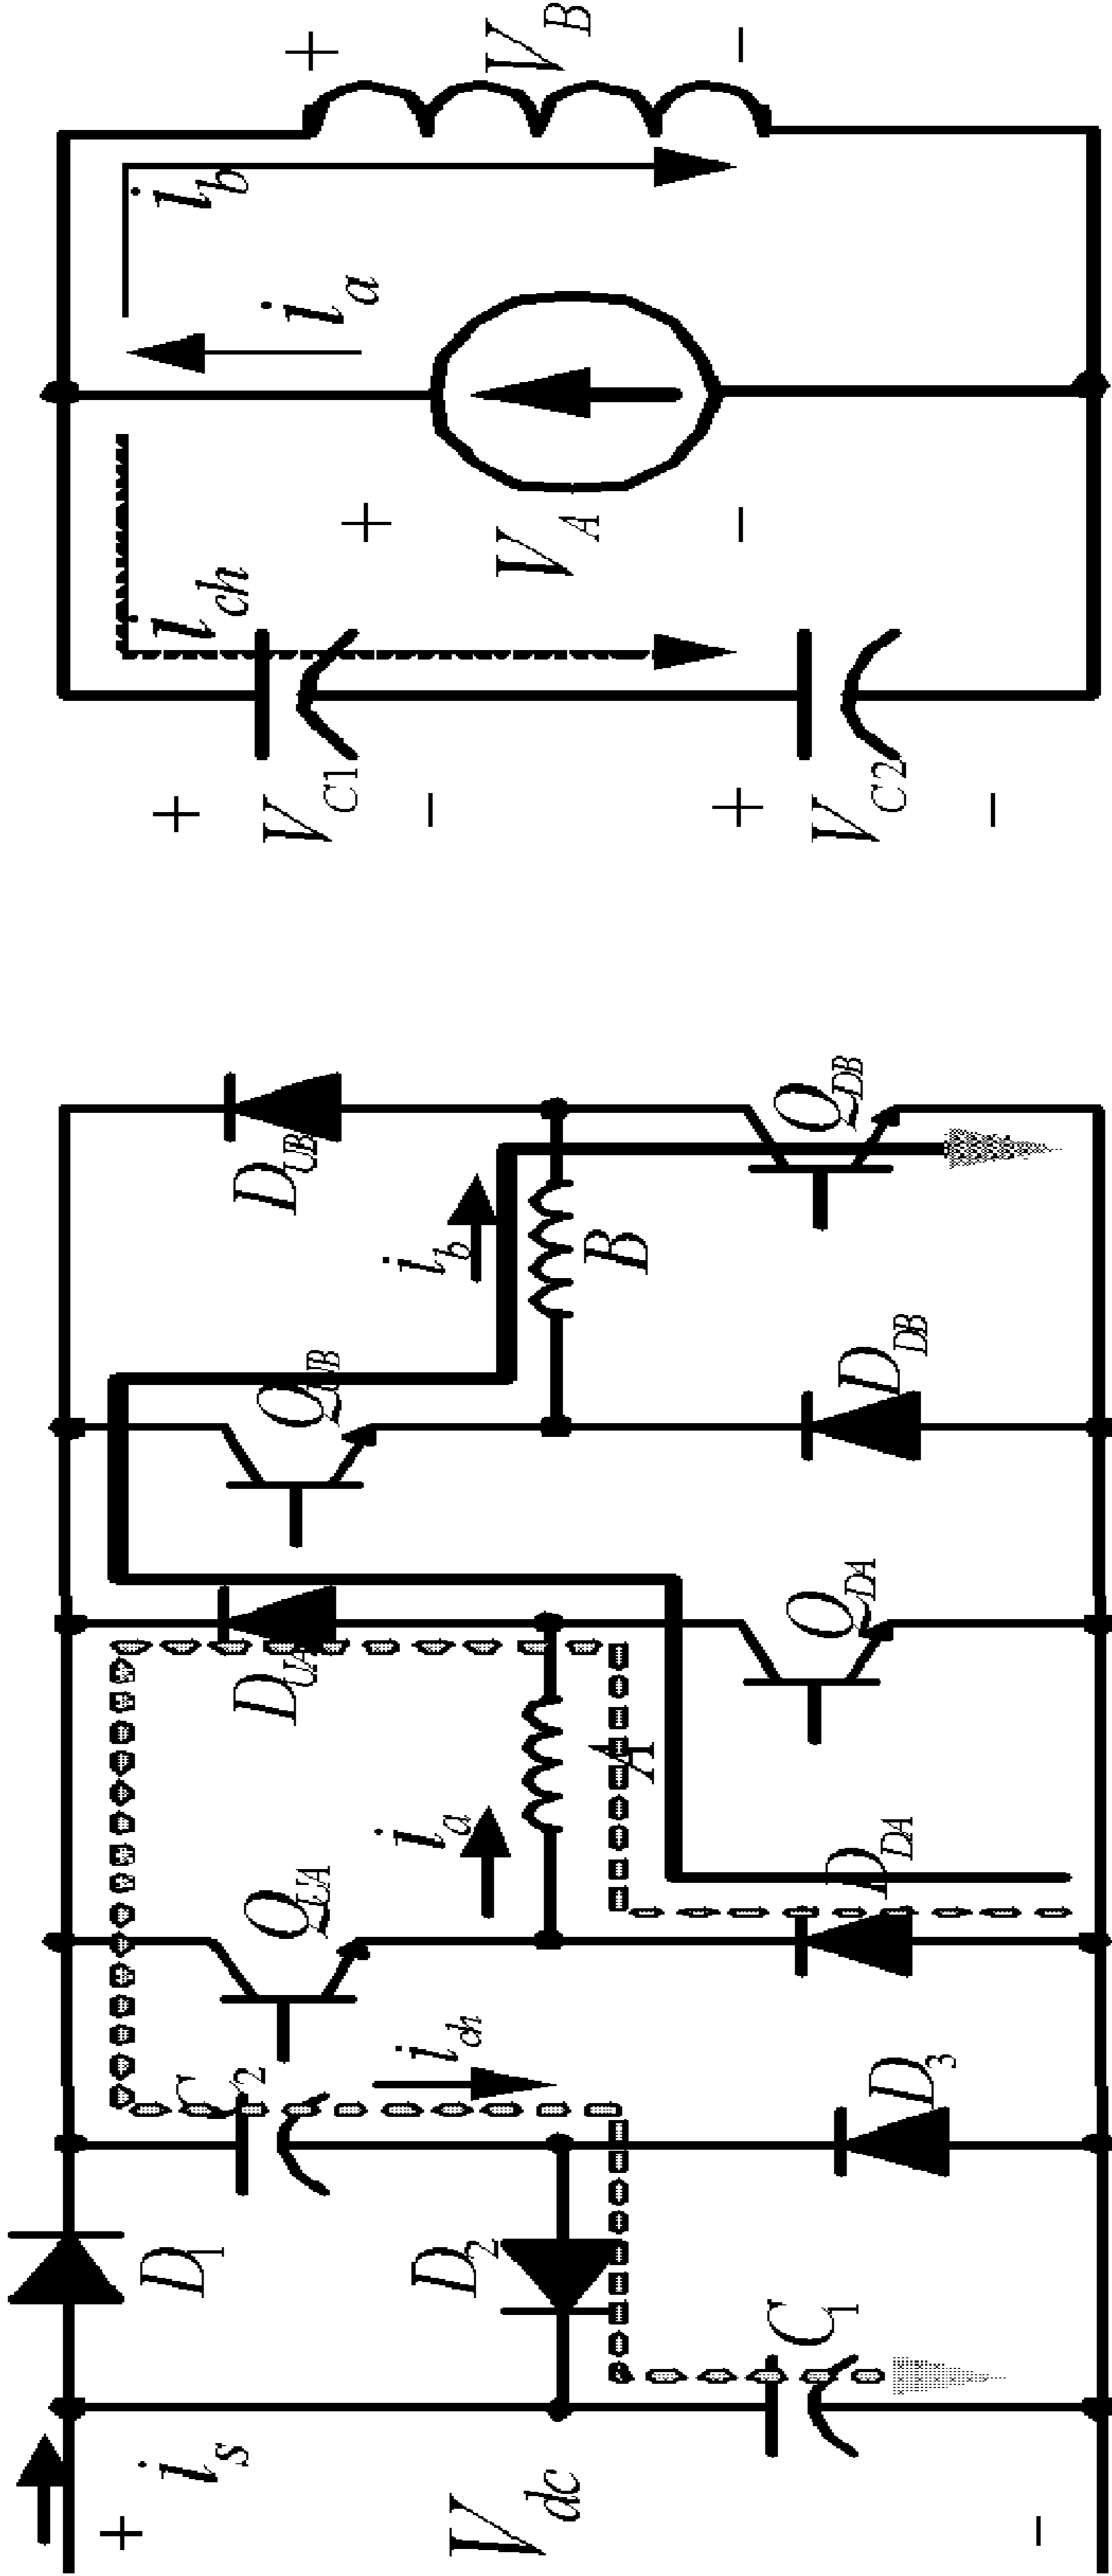 i_s
+
V_dc
-
D_1
D_2
C_1
C_2
i_ch
D_3
Q_UA
i_a
A
D_DA
D_UA
Q_DA
Q_UB
i_b
B
D_DB
D_UB
Q_DB
+
V_C1
-
+
V_C2
-
i_ch
+
V_A
-
i_a
i_b
+
V_B
-